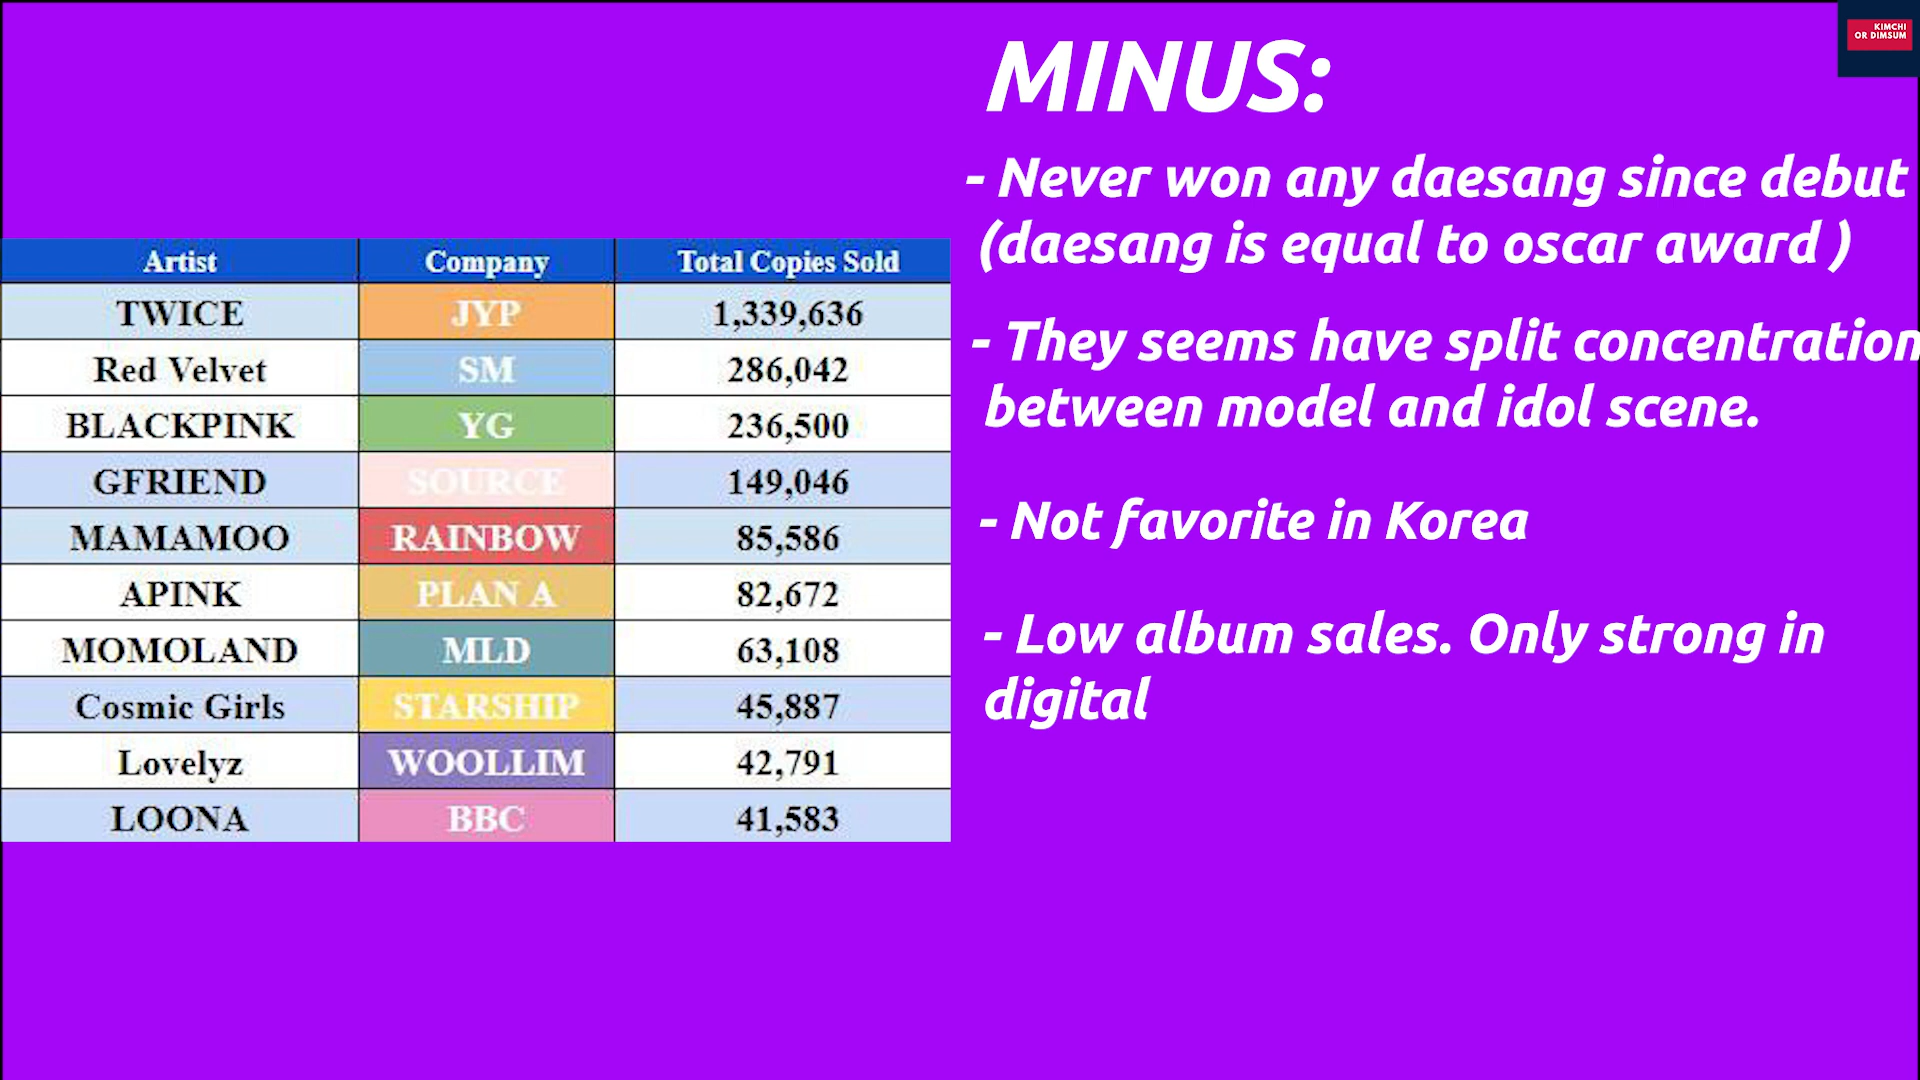 KIMCHI
OR DIMSUM
MINUS:
- Never won any daesang since debut
(daesang is equal to oscar award )
- They seems have split concentration
between model and idol scene.
- Not favorite in Korea
- Low album sales. Only strong in
digital
Artist Company Total Copies Sold
TWICE JYP 1,339,636
Red Velvet SM 286,042
BLACKPINK YG 236,500
GFRIEND SOURCE 149,046
MAMAMOO RAINBOW 85,586
APINK PLAN A 82,672
MOMOLAND MLD 63,108
Cosmic Girls STARSHIP 45,887
Lovelyz WOOLLIM 42,791
LOONA BBC 41,583